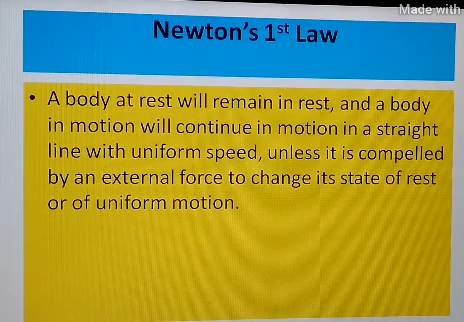 Made with
Newton's 1st Law
• A body at rest will remain in rest, and a body
in motion will continue in motion in a straight
line with uniform speed, unless it is compelled
by an external force to change its state of rest
or of uniform motion.